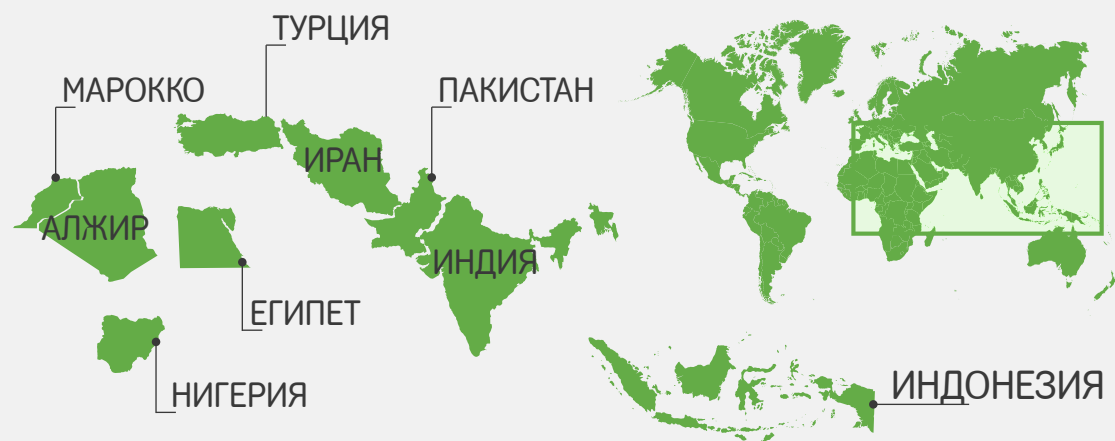 ТУРЦИЯ
МАРОККО
ПАКИСТАН
ИРАН
АЛЖИР
ИНДИЯ
ЕГИПЕТ
НИГЕРИЯ
ИНДОНЕЗИЯ